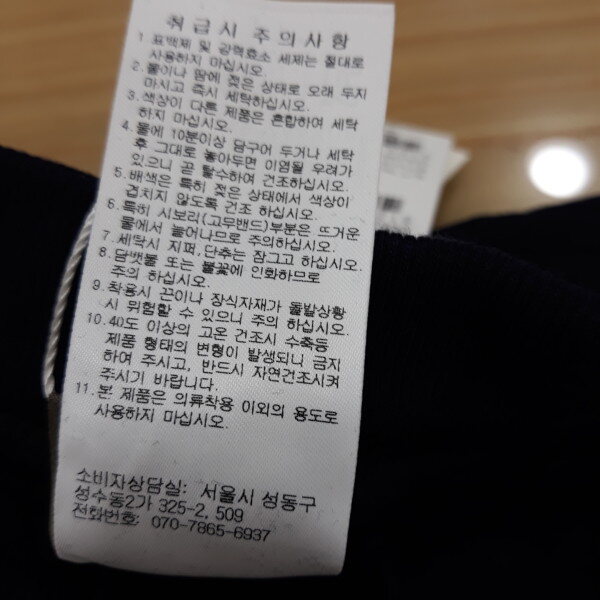 취급시 주의사항
1. 표백제 및 강력효소 세제는 절대로
사용하지 마십시오.
2. 물이나 땀에 젖은 상태로 오래 두지
마시고 즉시 세탁하십시오.
3. 색상이 다른 제품은 혼합하여 세탁
하지 마십시오.
4. 물에 10분이상 담구어 두거나 세탁
후 그대로 놓아두면 이염될 우려가
있으니 곧 탈수하여 건조하십시오.
5. 배색은 특히 젖은 상태에서 색상이
겹치지 않도록 건조 하십시오.
6. 특히 시보리(고무밴드)부분은 뜨거운
물에서 늘어나므로 주의하십시오.
7. 세탁시 지퍼,단추는 잠그고 하십시오.
8. 담뱃불 또는 불꽃에 인화하므로
주의 하십시오.
9. 착용시 끈이나 장식자재가 돌발상황
시 위험할 수 있으니 주의 하십시오.
10. 40도 이상의 고온 건조시 수축등
제품 형태의 변형이 발생되니 금지
하여 주시고, 반드시 자연건조시켜
주시기 바랍니다.
11. 본 제품은 의류착용 이외의 용도로
사용하지 마십시오.
소비자상담실: 서울시 성동구
성수동2가 325-2, 509
전화번호: 070-7865-6937